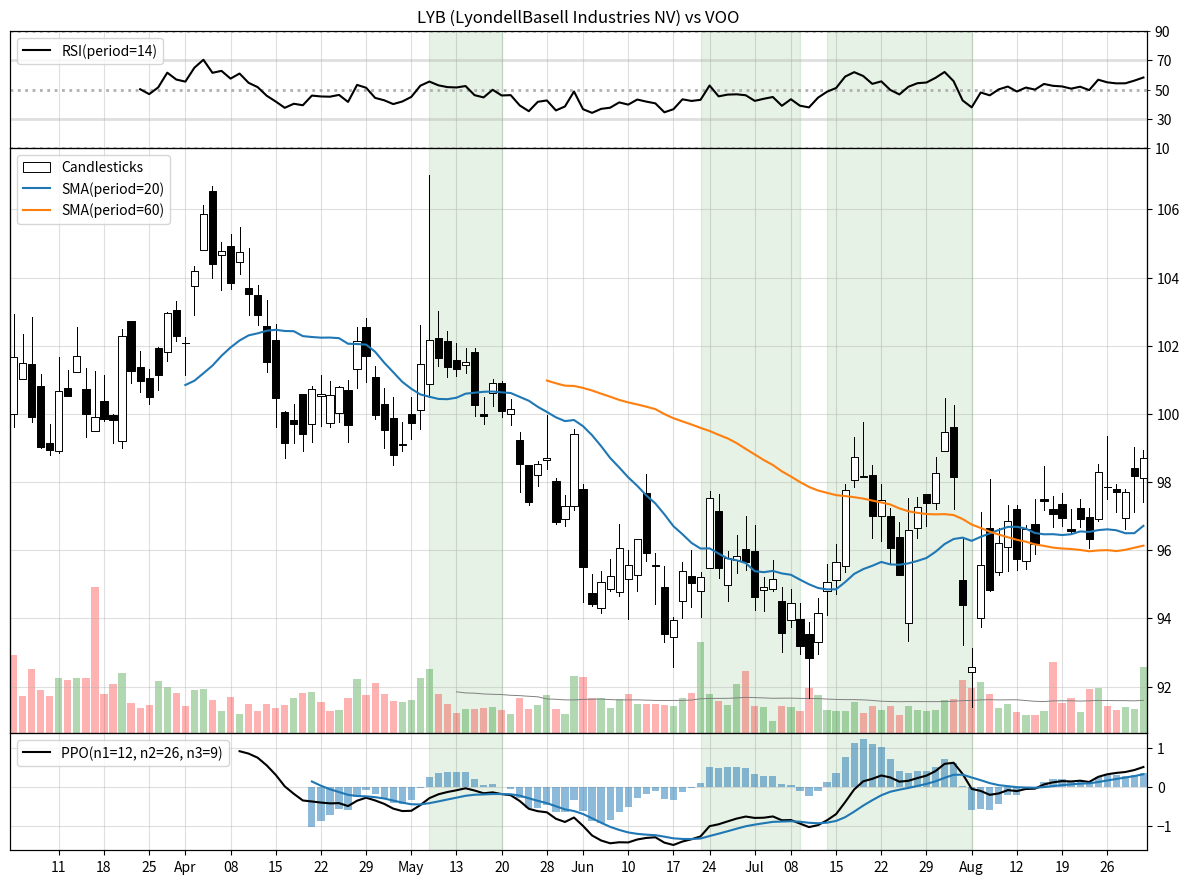 LYB (LyondellBasell Industries NV) vs VOO
RSI(period=14)
90
70
50
30
10
Candlesticks
SMA(period=20)
SMA(period=60)
106
104
102
100
98
96
94
92
PPO(n1=12, n2=26, n3=9)
1
0
−1
11 18 25 Apr 08 15 22 29 May 13 20 28 Jun 10 17 24 Jul 08 15 22 29 Aug 12 19 26